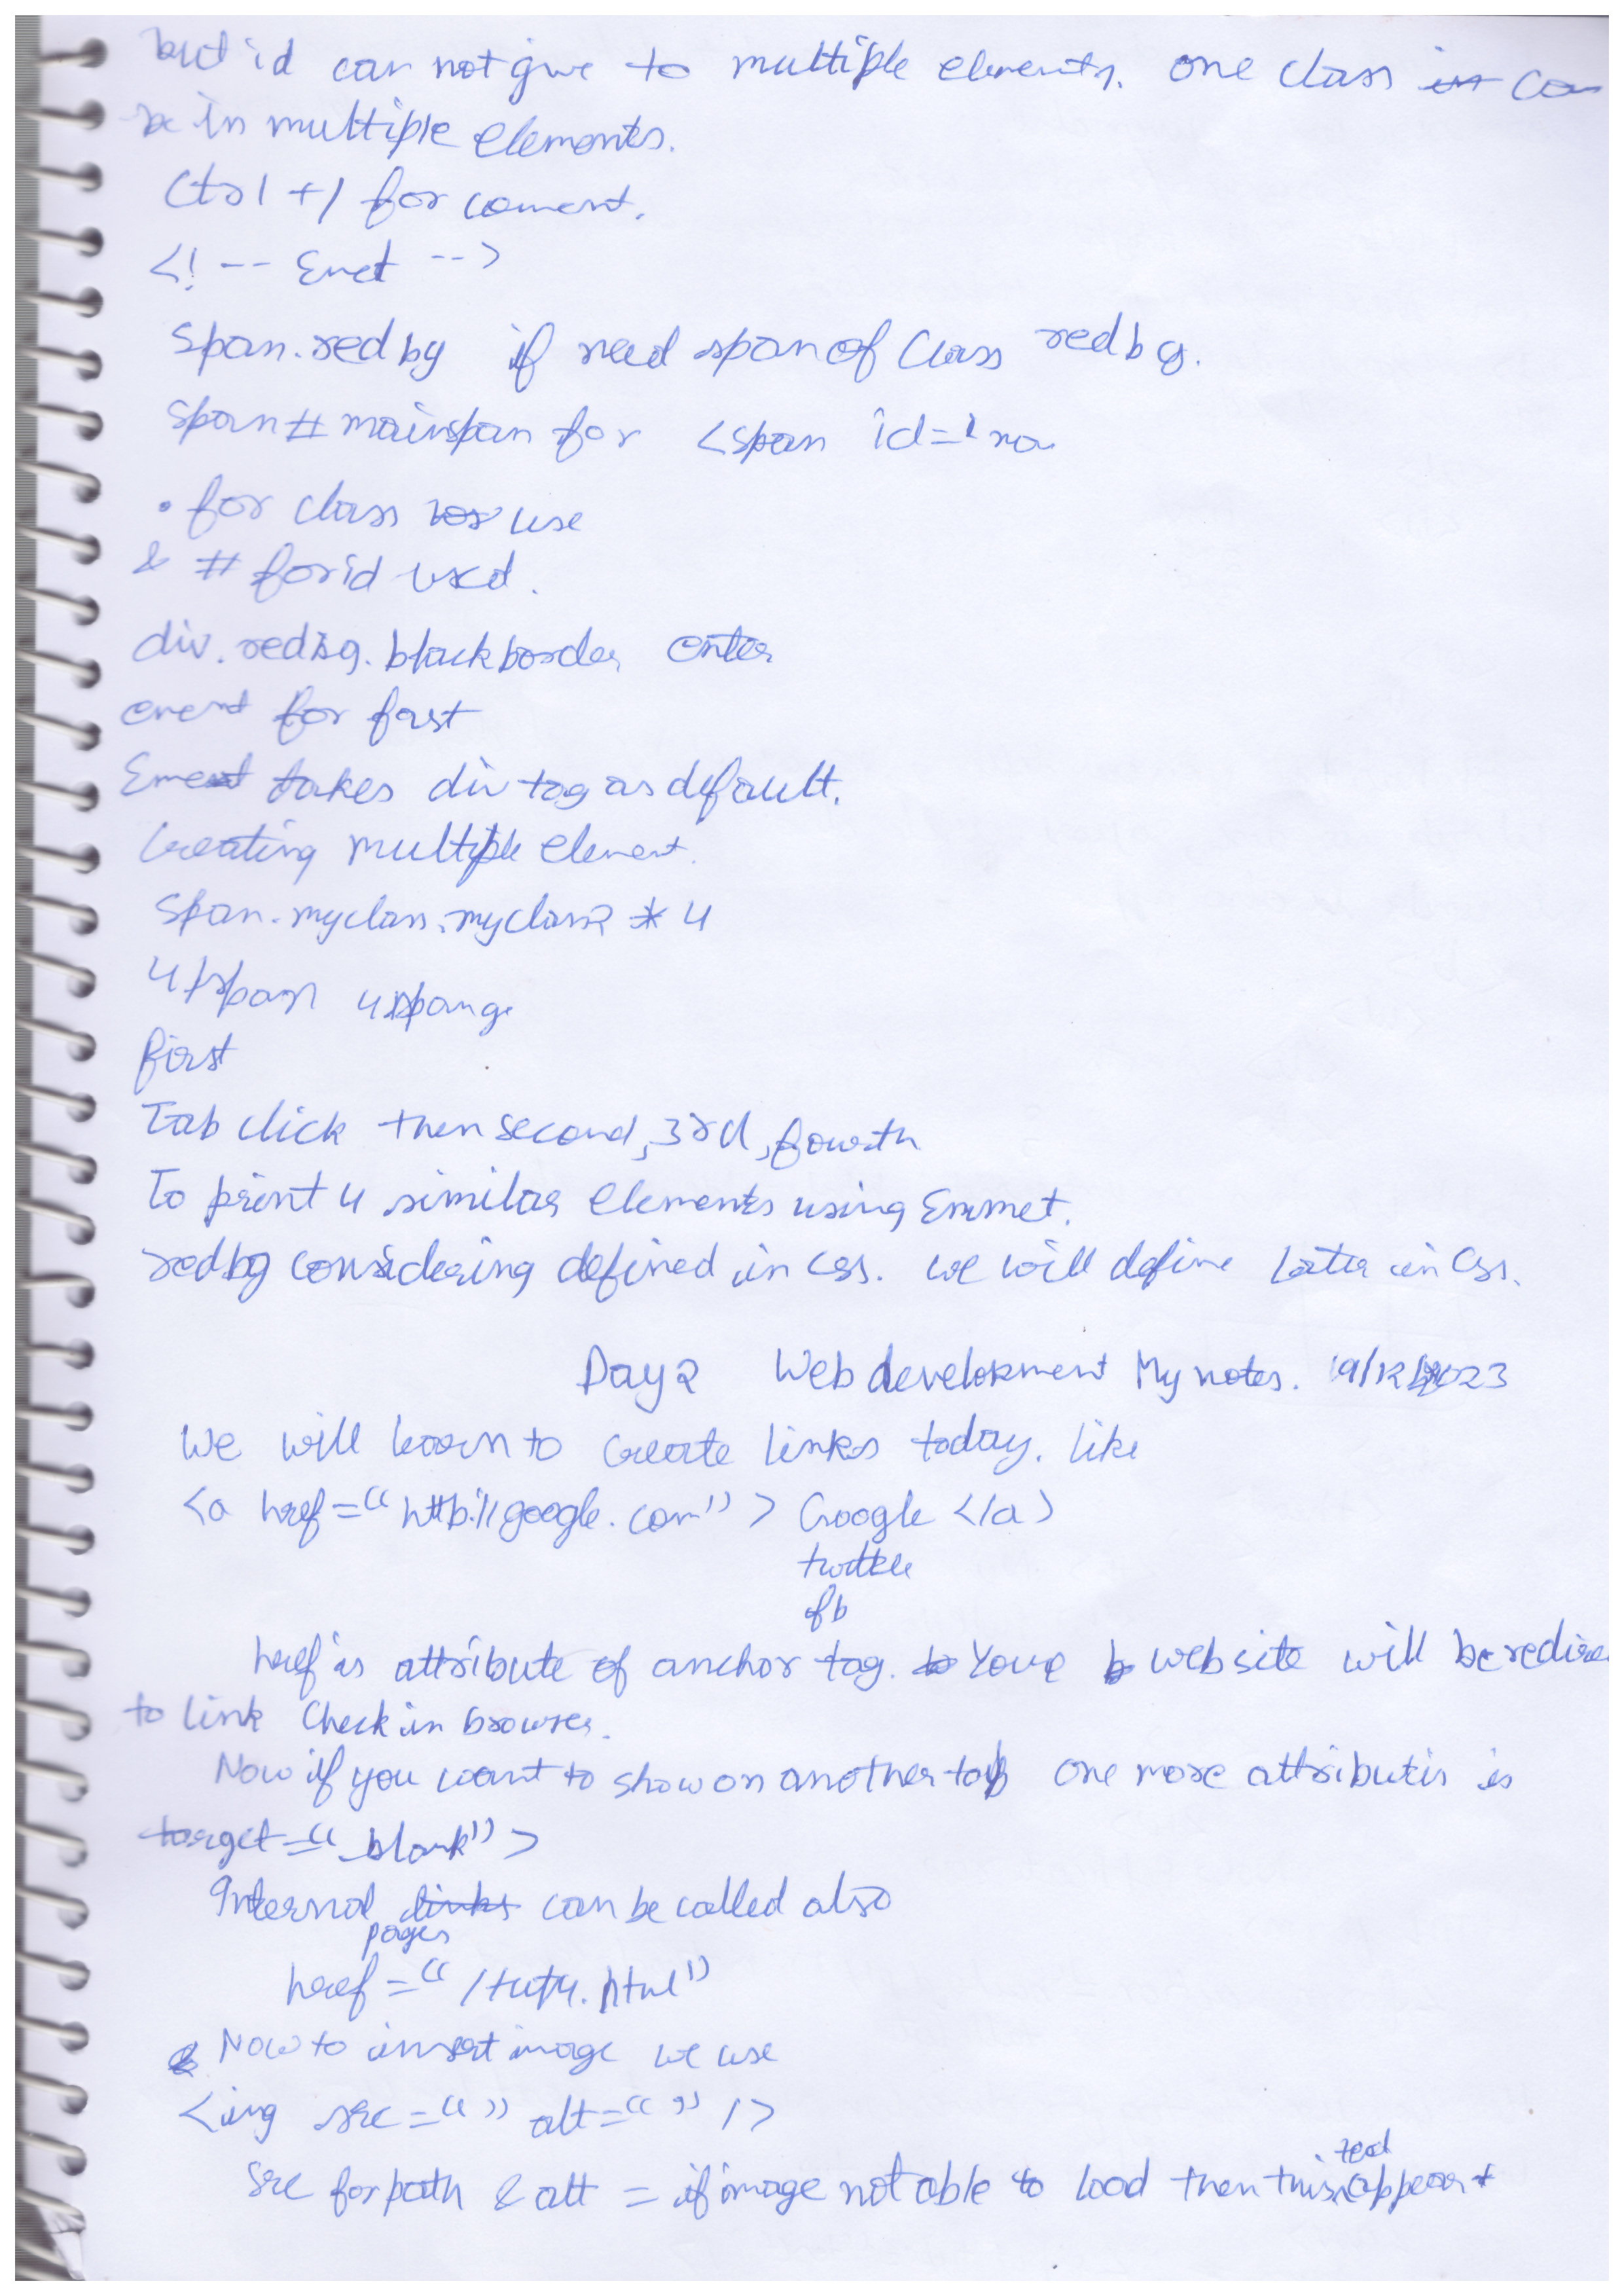 but id can not give to multiple elements. one class in can
be in multiple elements.
Ctrl + / for coment.
<! -- Emet -->
span.redbg if need span of class redbg.
span#mainspan for <span id="ma
. for class use
& # for id used.
div.redbg.blackborder enter
emmet for fast
Emmet takes div tag as default.
Creating multiple element.
span.myclass.myclass2 * 4
4 span
first
Tab click then second, 3rd, fourth
To print 4 similar elements using Emmet.
redbg considering defined in css. we will define later in css.
Day 2 Web development My notes. 19/12/2023
We will learn to create links today. like
<a href="http://google.com"> Google </a>
fb
href is attribute of anchor tag. Your website will be redirec
to link Check in browser.
Now if you want to show on another tab one more attribute is is
target="_blank">
Internal links can be called also
pages
href="
Now to insert image we use
<img src="" alt="" />
src for path & alt = if image not able to load then this text appear